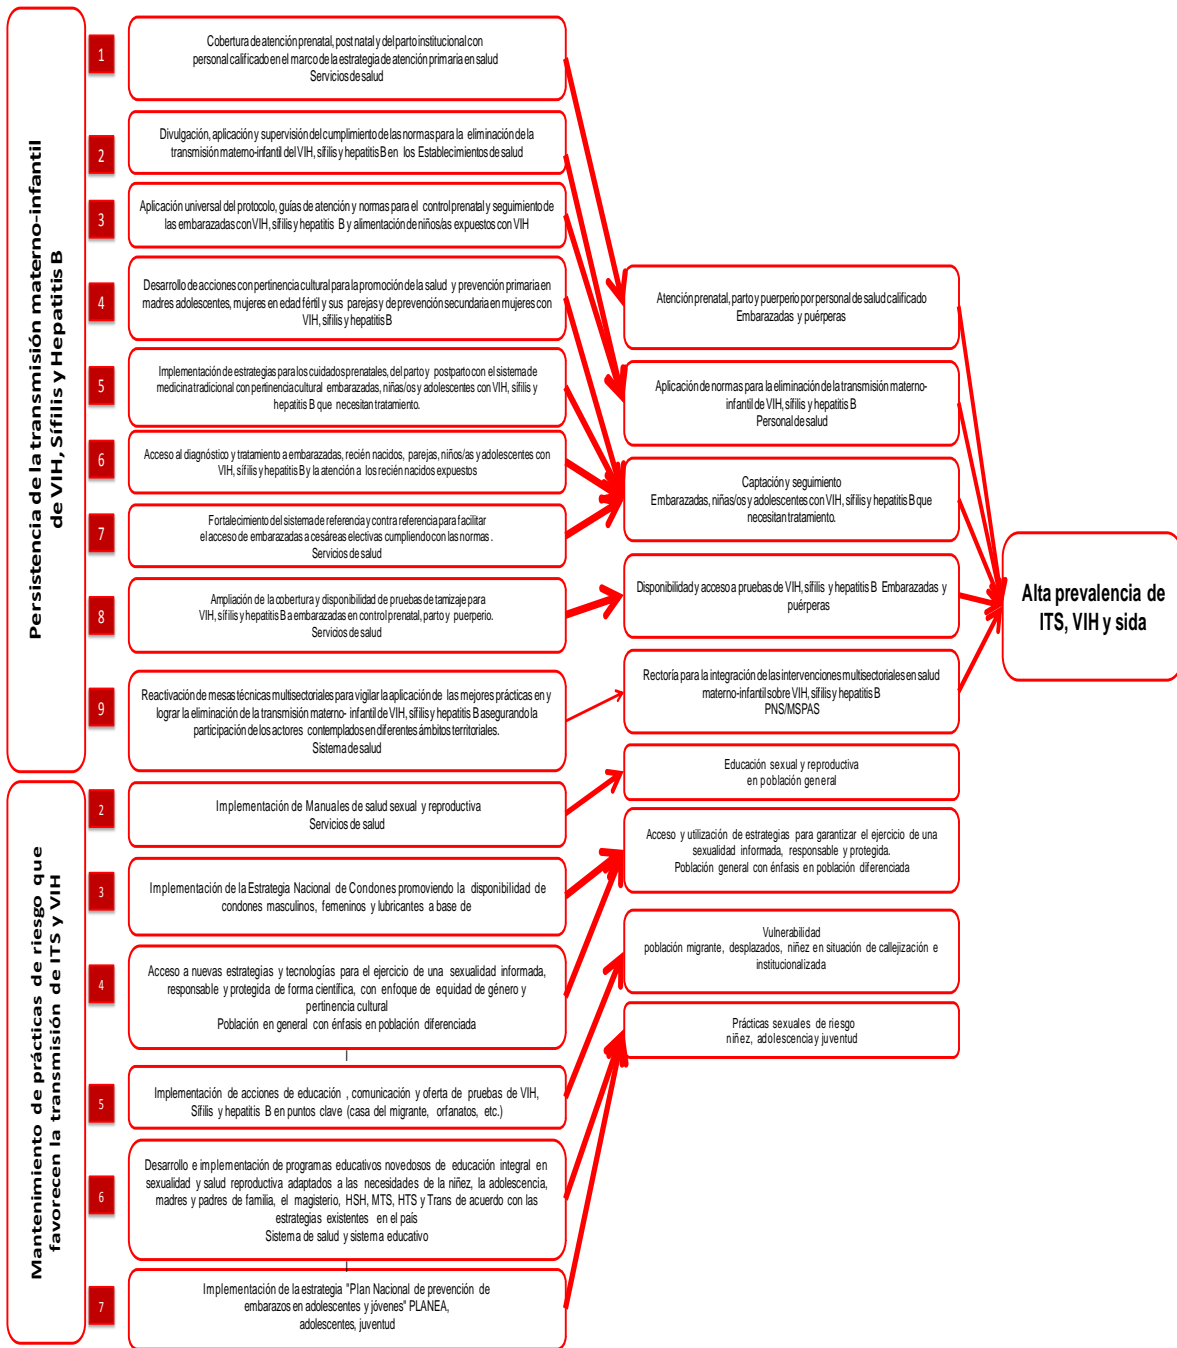 Persistencia de la transmisión materno-infantil
de VIH, Sífilis y Hepatitis B
1
Cobertura de atención prenatal, post natal y del parto institucional con
personal calificado en el marco de la estrategia de atención primaria en salud
Servicios de salud
2
Divulgación, aplicación y supervisión del cumplimiento de las normas para la eliminación de la
transmisión materno-infantil del VIH, sífilis y hepatitis B en los Establecimientos de salud
3
Aplicación universal del protocolo, guías de atención y normas para el control prenatal y seguimiento de
las embarazadas con VIH, sífilis y hepatitis B y alimentación de niños/as expuestos con VIH
4
Desarrollo de acciones con pertinencia cultural para la promoción de la salud y prevención primaria en
madres adolescentes, mujeres en edad fértil y sus parejas y de prevención secundaria en mujeres con
VIH, sífilis y hepatitis B
5
Implementación de estrategias para los cuidados prenatales, del parto y postparto con el sistema de
medicina tradicional con pertinencia cultural embarazadas, niñas/os y adolescentes con VIH, sífilis y
hepatitis B que necesitan tratamiento.
6
Acceso al diagnóstico y tratamiento a embarazadas, recién nacidos, parejas, niños/as y adolescentes con
VIH, sífilis y hepatitis B y la atención a los recién nacidos expuestos
7
Fortalecimiento del sistema de referencia y contra referencia para facilitar
el acceso de embarazadas a cesáreas electivas cumpliendo con las normas .
Servicios de salud
8
Ampliación de la cobertura y disponibilidad de pruebas de tamizaje para
VIH, sífilis y hepatitis B a embarazadas en control prenatal, parto y puerperio.
Servicios de salud
9
Reactivación de mesas técnicas multisectoriales para vigilar la aplicación de las mejores prácticas en y
lograr la eliminación de la transmisión materno- infantil de VIH, sífilis y hepatitis B asegurando la
participación de los actores contemplados en diferentes ámbitos territoriales.
Sistema de salud
Mantenimiento de prácticas de riesgo que
favorecen la transmisión de ITS y VIH
2
Implementación de Manuales de salud sexual y reproductiva
Servicios de salud
3
Implementación de la Estrategia Nacional de Condones promoviendo la disponibilidad de
condones masculinos, femeninos y lubricantes a base de
4
Acceso a nuevas estrategias y tecnologías para el ejercicio de una sexualidad informada,
responsable y protegida de forma científica, con enfoque de equidad de género y
pertinencia cultural
Población en general con énfasis en población diferenciada
5
Implementación de acciones de educación , comunicación y oferta de pruebas de VIH,
Sífilis y hepatitis B en puntos clave (casa del migrante, orfanatos, etc.)
6
Desarrollo e implementación de programas educativos novedosos de educación integral en
sexualidad y salud reproductiva adaptados a las necesidades de la niñez, la adolescencia,
madres y padres de familia, el magisterio, HSH, MTS, HTS y Trans de acuerdo con las
estrategias existentes en el país
Sistema de salud y sistema educativo
7
Implementación de la estrategia "Plan Nacional de prevención de
embarazos en adolescentes y jóvenes" PLANEA,
adolescentes, juventud
Atención prenatal, parto y puerperio por personal de salud calificado
Embarazadas y puérperas
Aplicación de normas para la eliminación de la transmisión materno-
infantil de VIH, sífilis y hepatitis B
Personal de salud
Captación y seguimiento
Embarazadas, niñas/os y adolescentes con VIH, sífilis y hepatitis B que
necesitan tratamiento.
Disponibilidad y acceso a pruebas de VIH, sífilis y hepatitis B Embarazadas y
puérperas
Rectoría para la integración de las intervenciones multisectoriales en salud
materno-infantil sobre VIH, sífilis y hepatitis B
PNS/MSPAS
Educación sexual y reproductiva
en población general
Acceso y utilización de estrategias para garantizar el ejercicio de una
sexualidad informada, responsable y protegida.
Población general con énfasis en población diferenciada
Vulnerabilidad
población migrante, desplazados, niñez en situación de callejización e
institucionalizada
Prácticas sexuales de riesgo
niñez, adolescencia y juventud
Alta prevalencia de
ITS, VIH y sida